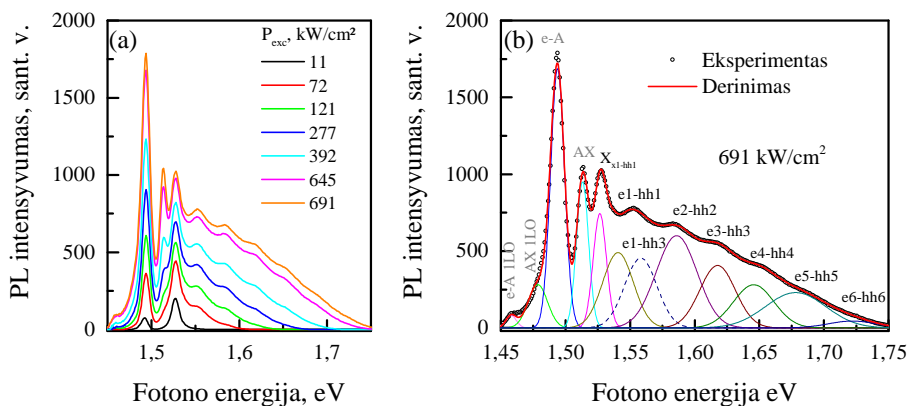 (a)
P_exc, kW/cm²
11
72
121
277
392
645
691
PL intensyvumas, sant. v.
2000
1500
1000
500
0
1,5
1,6
1,7
Fotono energija, eV
(b)
e-A
Eksperimentas
Derinimas
AX
X_x1-hh1
691 kW/cm²
e1-hh1
e2-hh2
e1-hh3
e3-hh3
e4-hh4
e5-hh5
e6-hh6
e-A 1LO
AX 1LO
PL intensyvumas, sant. v.
2000
1500
1000
500
0
1,45
1,50
1,55
1,60
1,65
1,70
1,75
Fotono energija eV